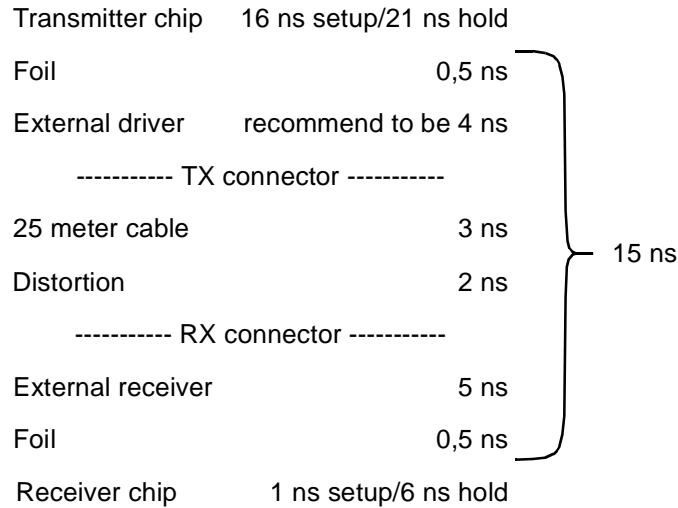 Transmitter chip 16 ns setup/21 ns hold
Foil 0,5 ns
External driver recommend to be 4 ns
----------- TX connector -----------
25 meter cable 3 ns
15 ns
Distortion 2 ns
----------- RX connector -----------
External receiver 5 ns
Foil 0,5 ns
Receiver chip 1 ns setup/6 ns hold